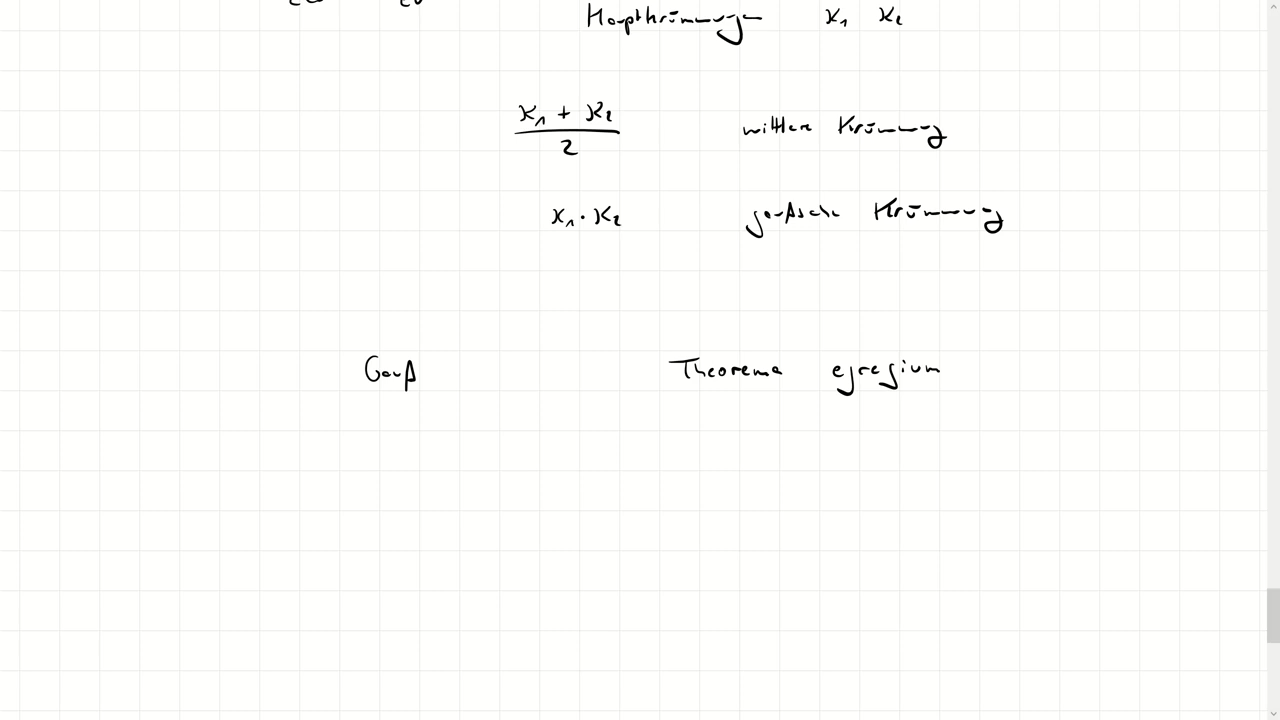 Hauptkrümmungen κ₁ κ₂
κ₁ + κ₂
2
mittlere Krümmung
κ₁ · κ₂ gaußsche Krümmung
Gauß Theorema egregium